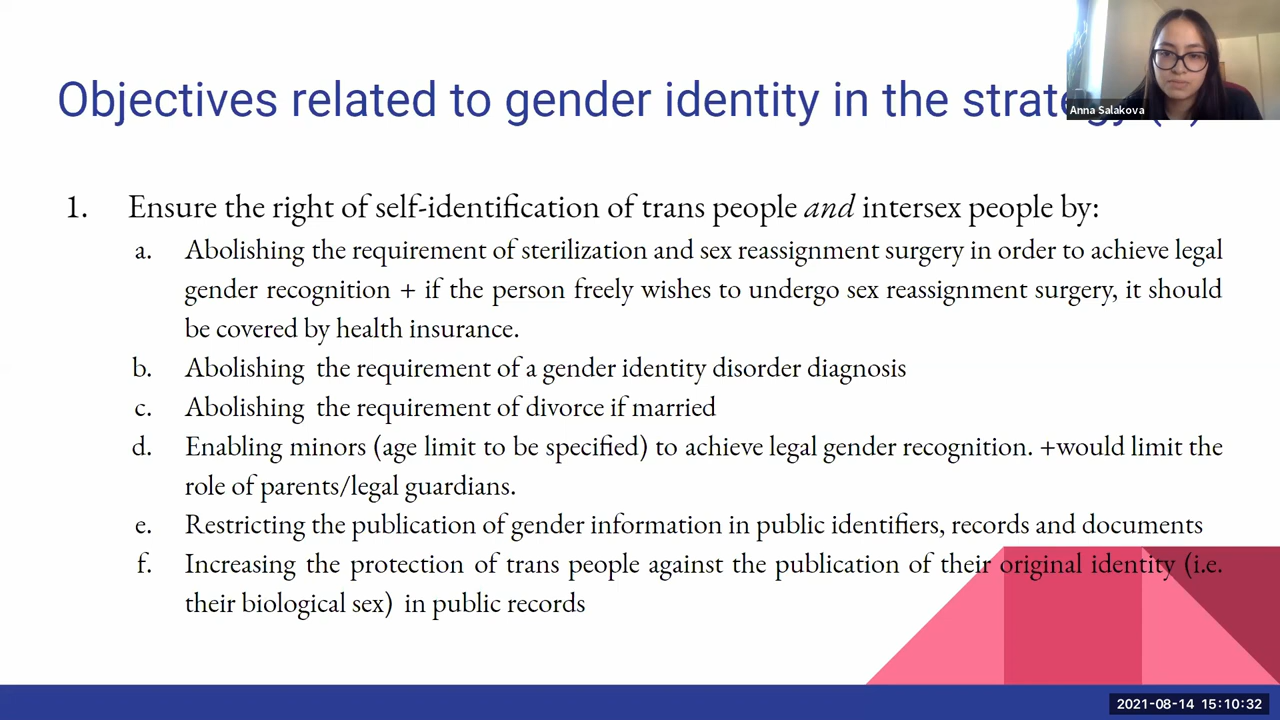 Objectives related to gender identity in the
Anna Salakova
1. Ensure the right of self-identification of trans people and intersex people by:
a. Abolishing the requirement of sterilization and sex reassignment surgery in order to achieve legal
gender recognition + if the person freely wishes to undergo sex reassignment surgery, it should
be covered by health insurance.
b. Abolishing the requirement of a gender identity disorder diagnosis
c. Abolishing the requirement of divorce if married
d. Enabling minors (age limit to be specified) to achieve legal gender recognition. +would limit the
role of parents/legal guardians.
e. Restricting the publication of gender information in public identifiers, records and documents
f. Increasing the protection of trans people against the publication of their original identity (i.e.
their biological sex) in public records
2021-08-14 15:10:32